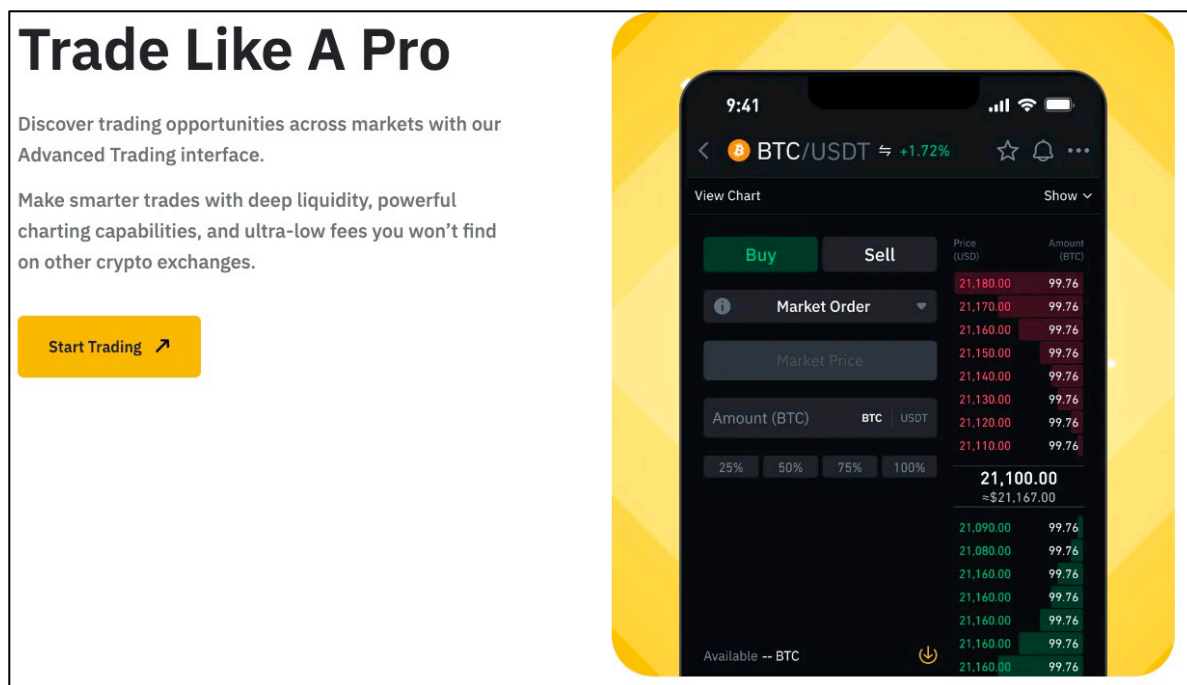 Trade Like A Pro
Discover trading opportunities across markets with our
Advanced Trading interface.
Make smarter trades with deep liquidity, powerful
charting capabilities, and ultra-low fees you won’t find
on other crypto exchanges.
Start Trading
9:41
BTC/USDT +1.72%
View Chart Show
Buy Sell
Market Order
Market Price
Amount (BTC) BTC USDT
25% 50% 75% 100%
Available -- BTC
Price Amount
(USD) (BTC)
21,180.00 99.76
21,170.00 99.76
21,160.00 99.76
21,150.00 99.76
21,140.00 99.76
21,130.00 99.76
21,120.00 99.76
21,110.00 99.76
21,100.00
≈$21,167.00
21,090.00 99.76
21,080.00 99.76
21,160.00 99.76
21,160.00 99.76
21,160.00 99.76
21,160.00 99.76
21,160.00 99.76